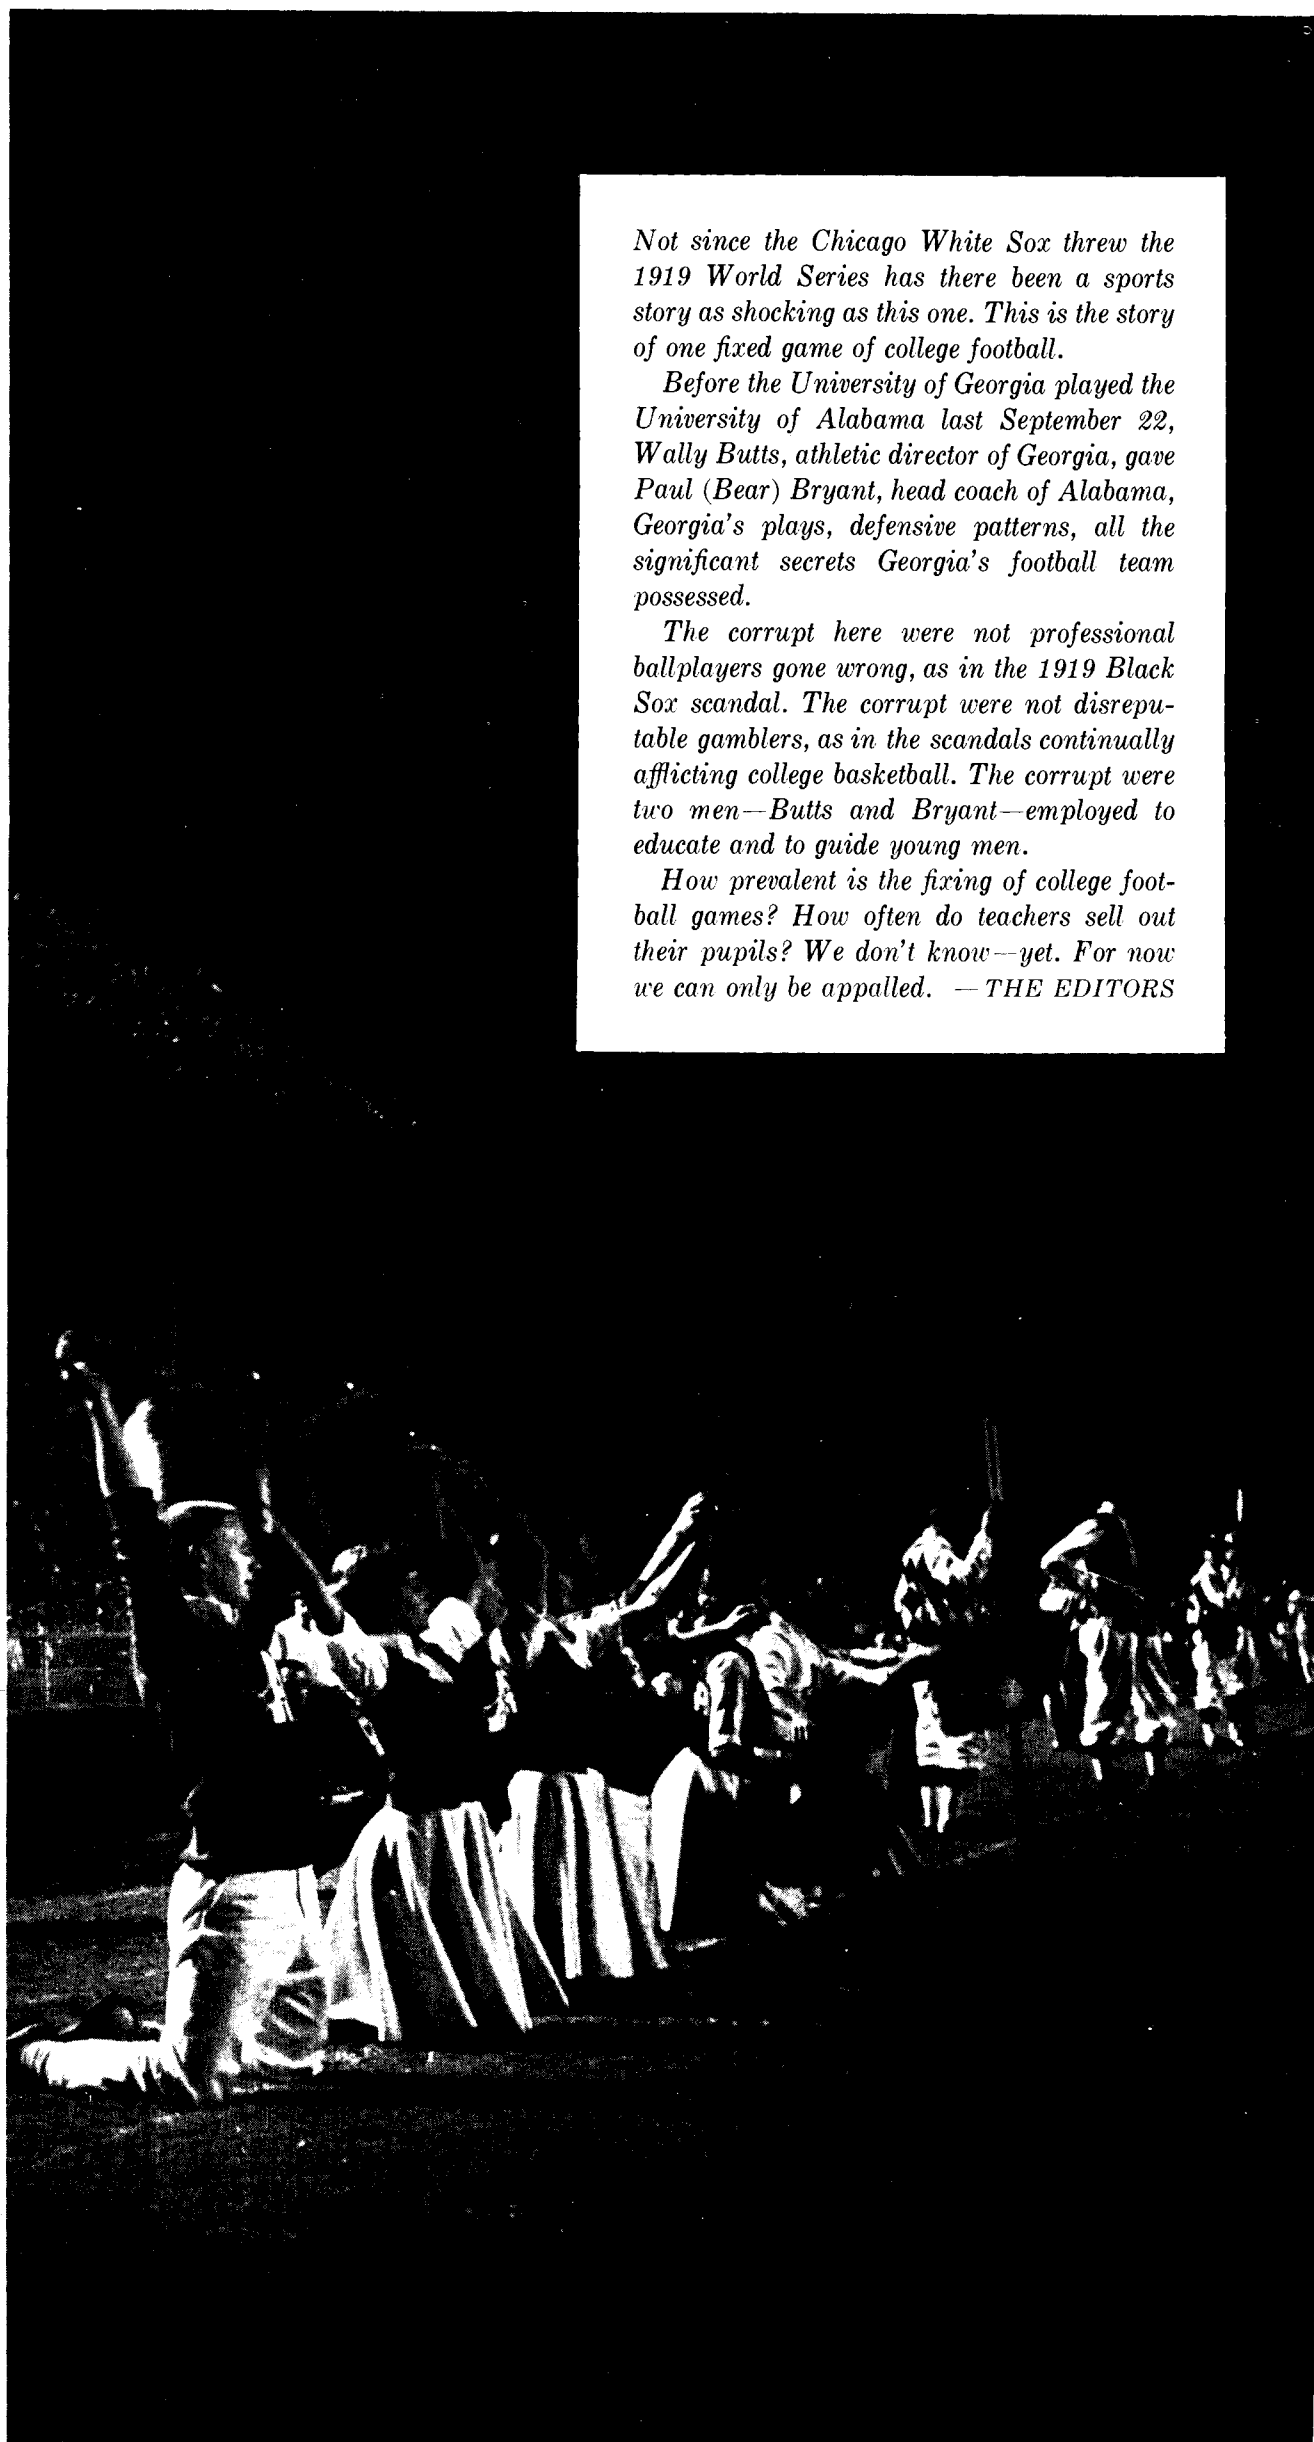 Not since the Chicago White Sox threw the
1919 World Series has there been a sports
story as shocking as this one. This is the story
of one fixed game of college football.
Before the University of Georgia played the
University of Alabama last September 22,
Wally Butts, athletic director of Georgia, gave
Paul (Bear) Bryant, head coach of Alabama,
Georgia's plays, defensive patterns, all the
significant secrets Georgia's football team
possessed.
The corrupt here were not professional
ballplayers gone wrong, as in the 1919 Black
Sox scandal. The corrupt were not disrepu-
table gamblers, as in the scandals continually
afflicting college basketball. The corrupt were
two men—Butts and Bryant—employed to
educate and to guide young men.
How prevalent is the fixing of college foot-
ball games? How often do teachers sell out
their pupils? We don't know—yet. For now
we can only be appalled. — THE EDITORS